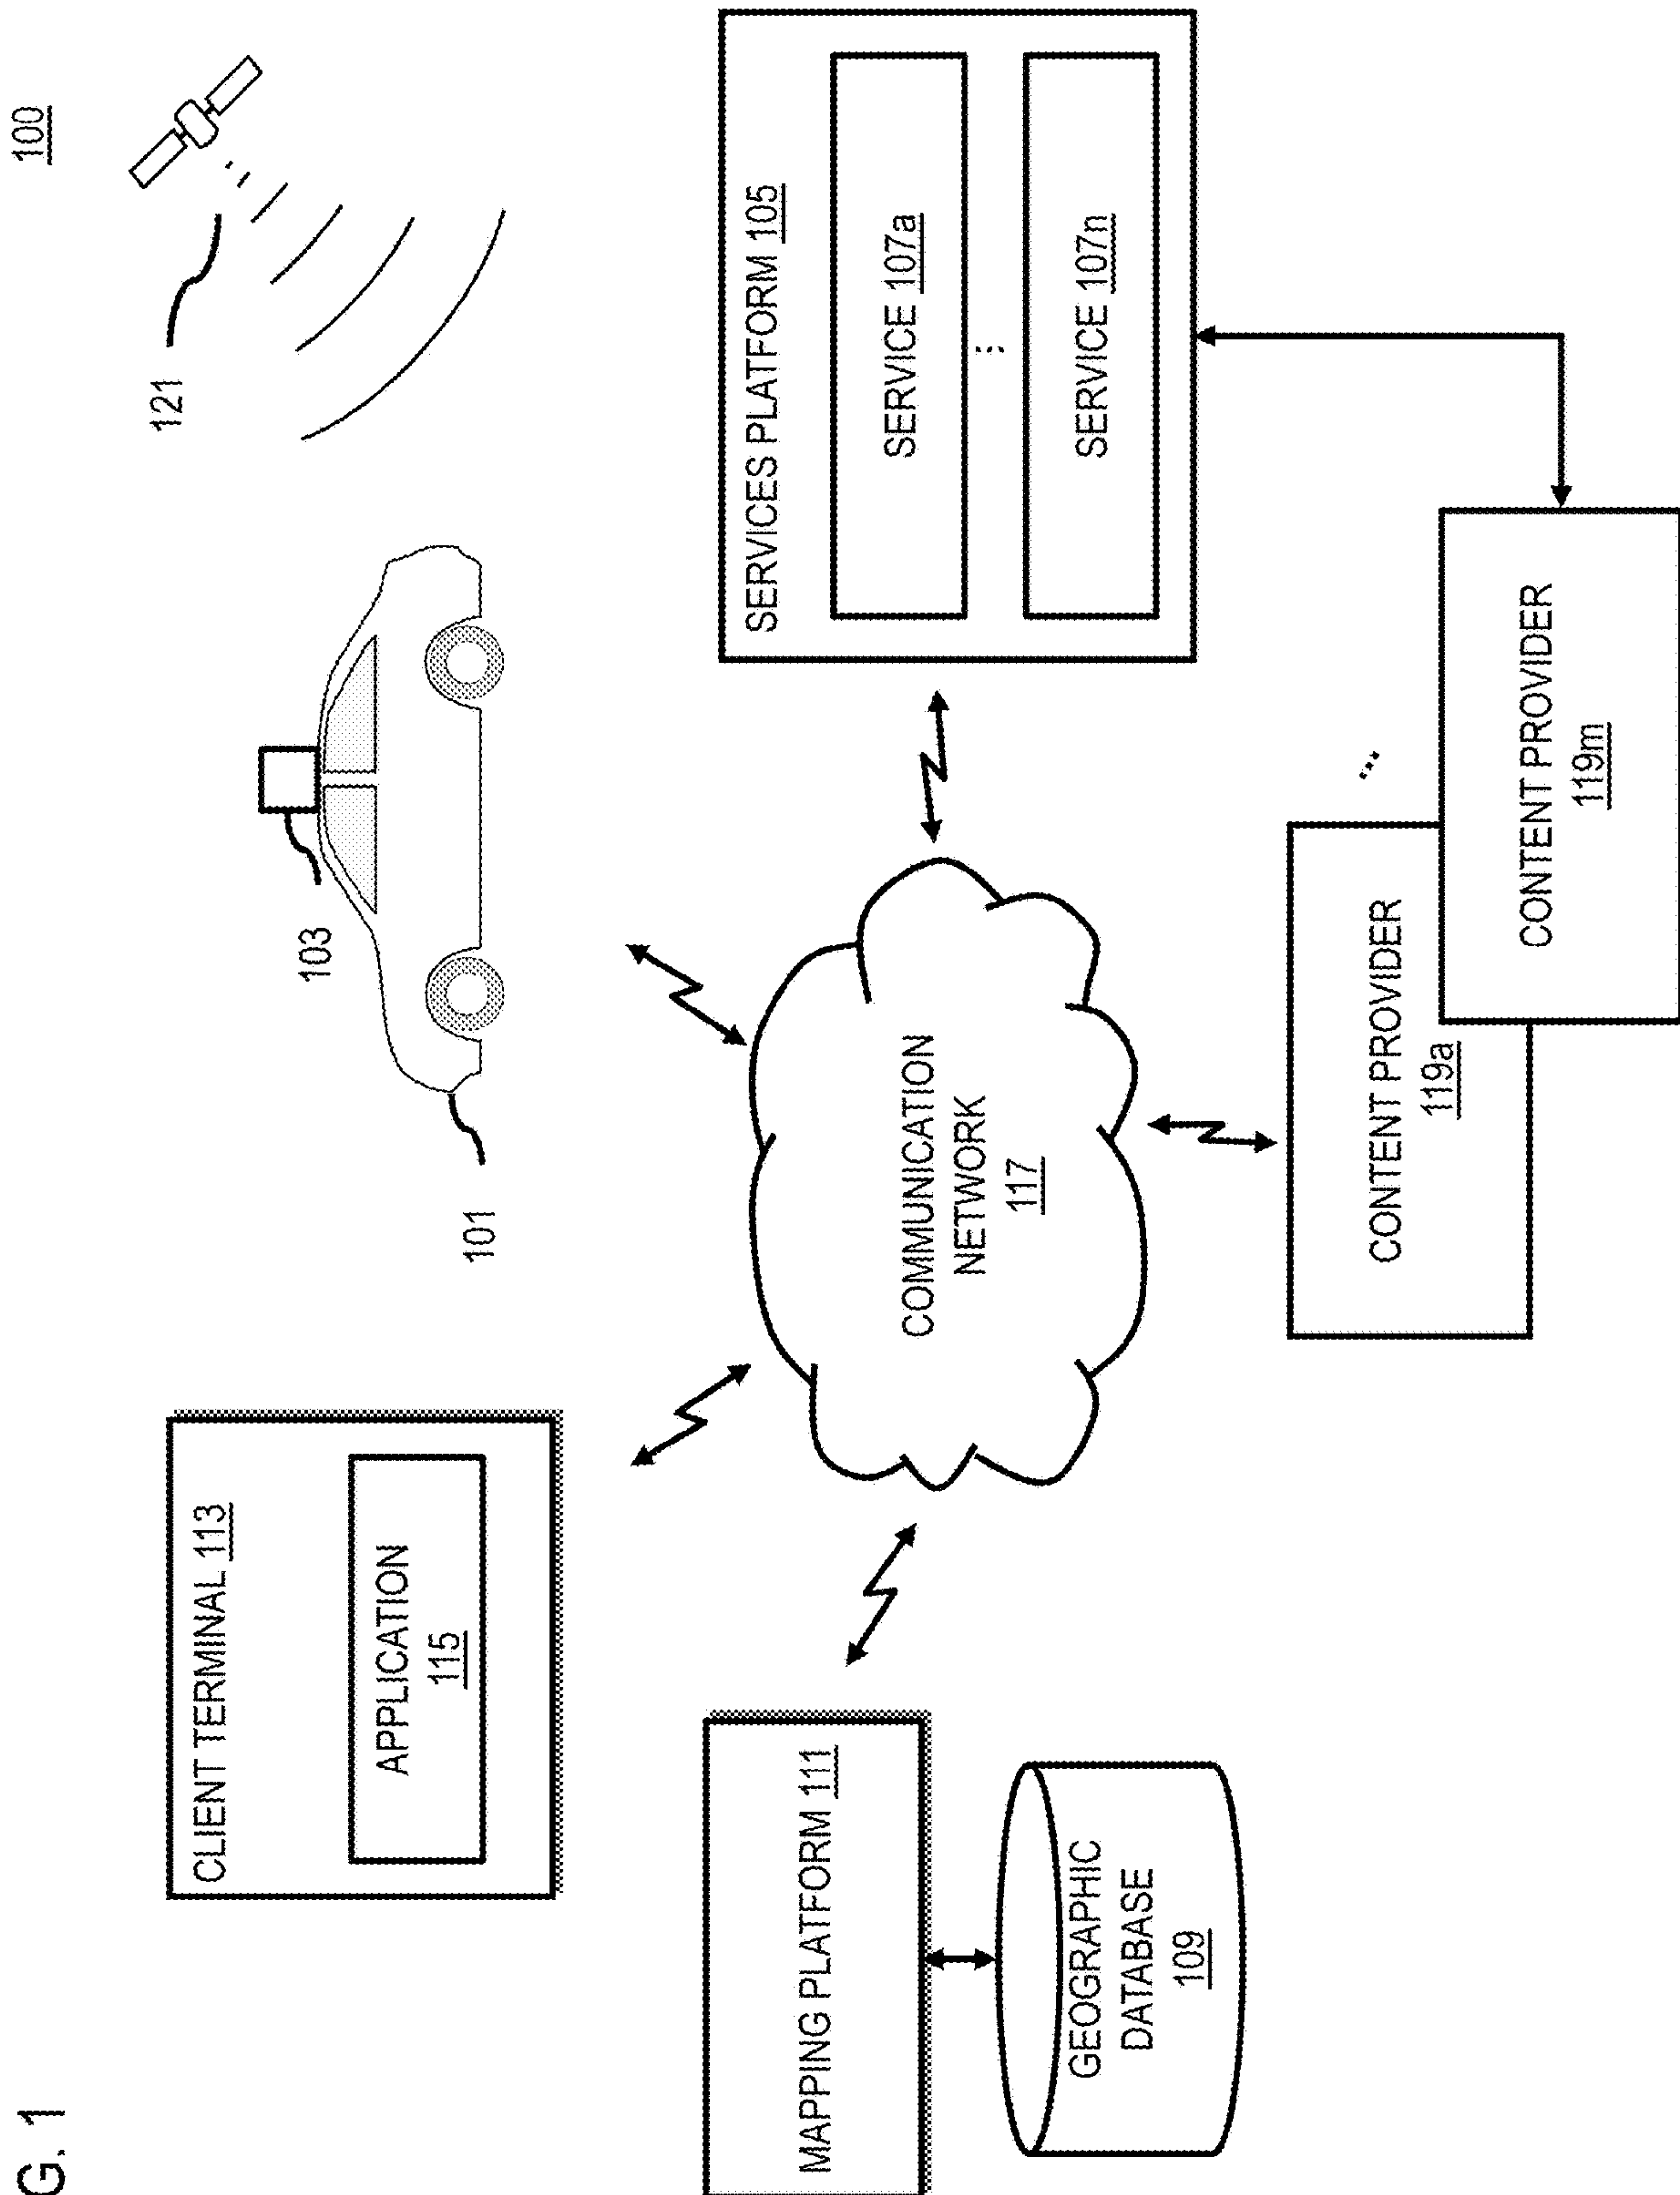 G. 1
100
CLIENT TERMINAL 113
APPLICATION
115
101
103
121
MAPPING PLATFORM 111
GEOGRAPHIC
DATABASE
109
COMMUNICATION
NETWORK
117
SERVICES PLATFORM 105
SERVICE 107a
...
SERVICE 107n
CONTENT PROVIDER
119a
...
CONTENT PROVIDER
119m